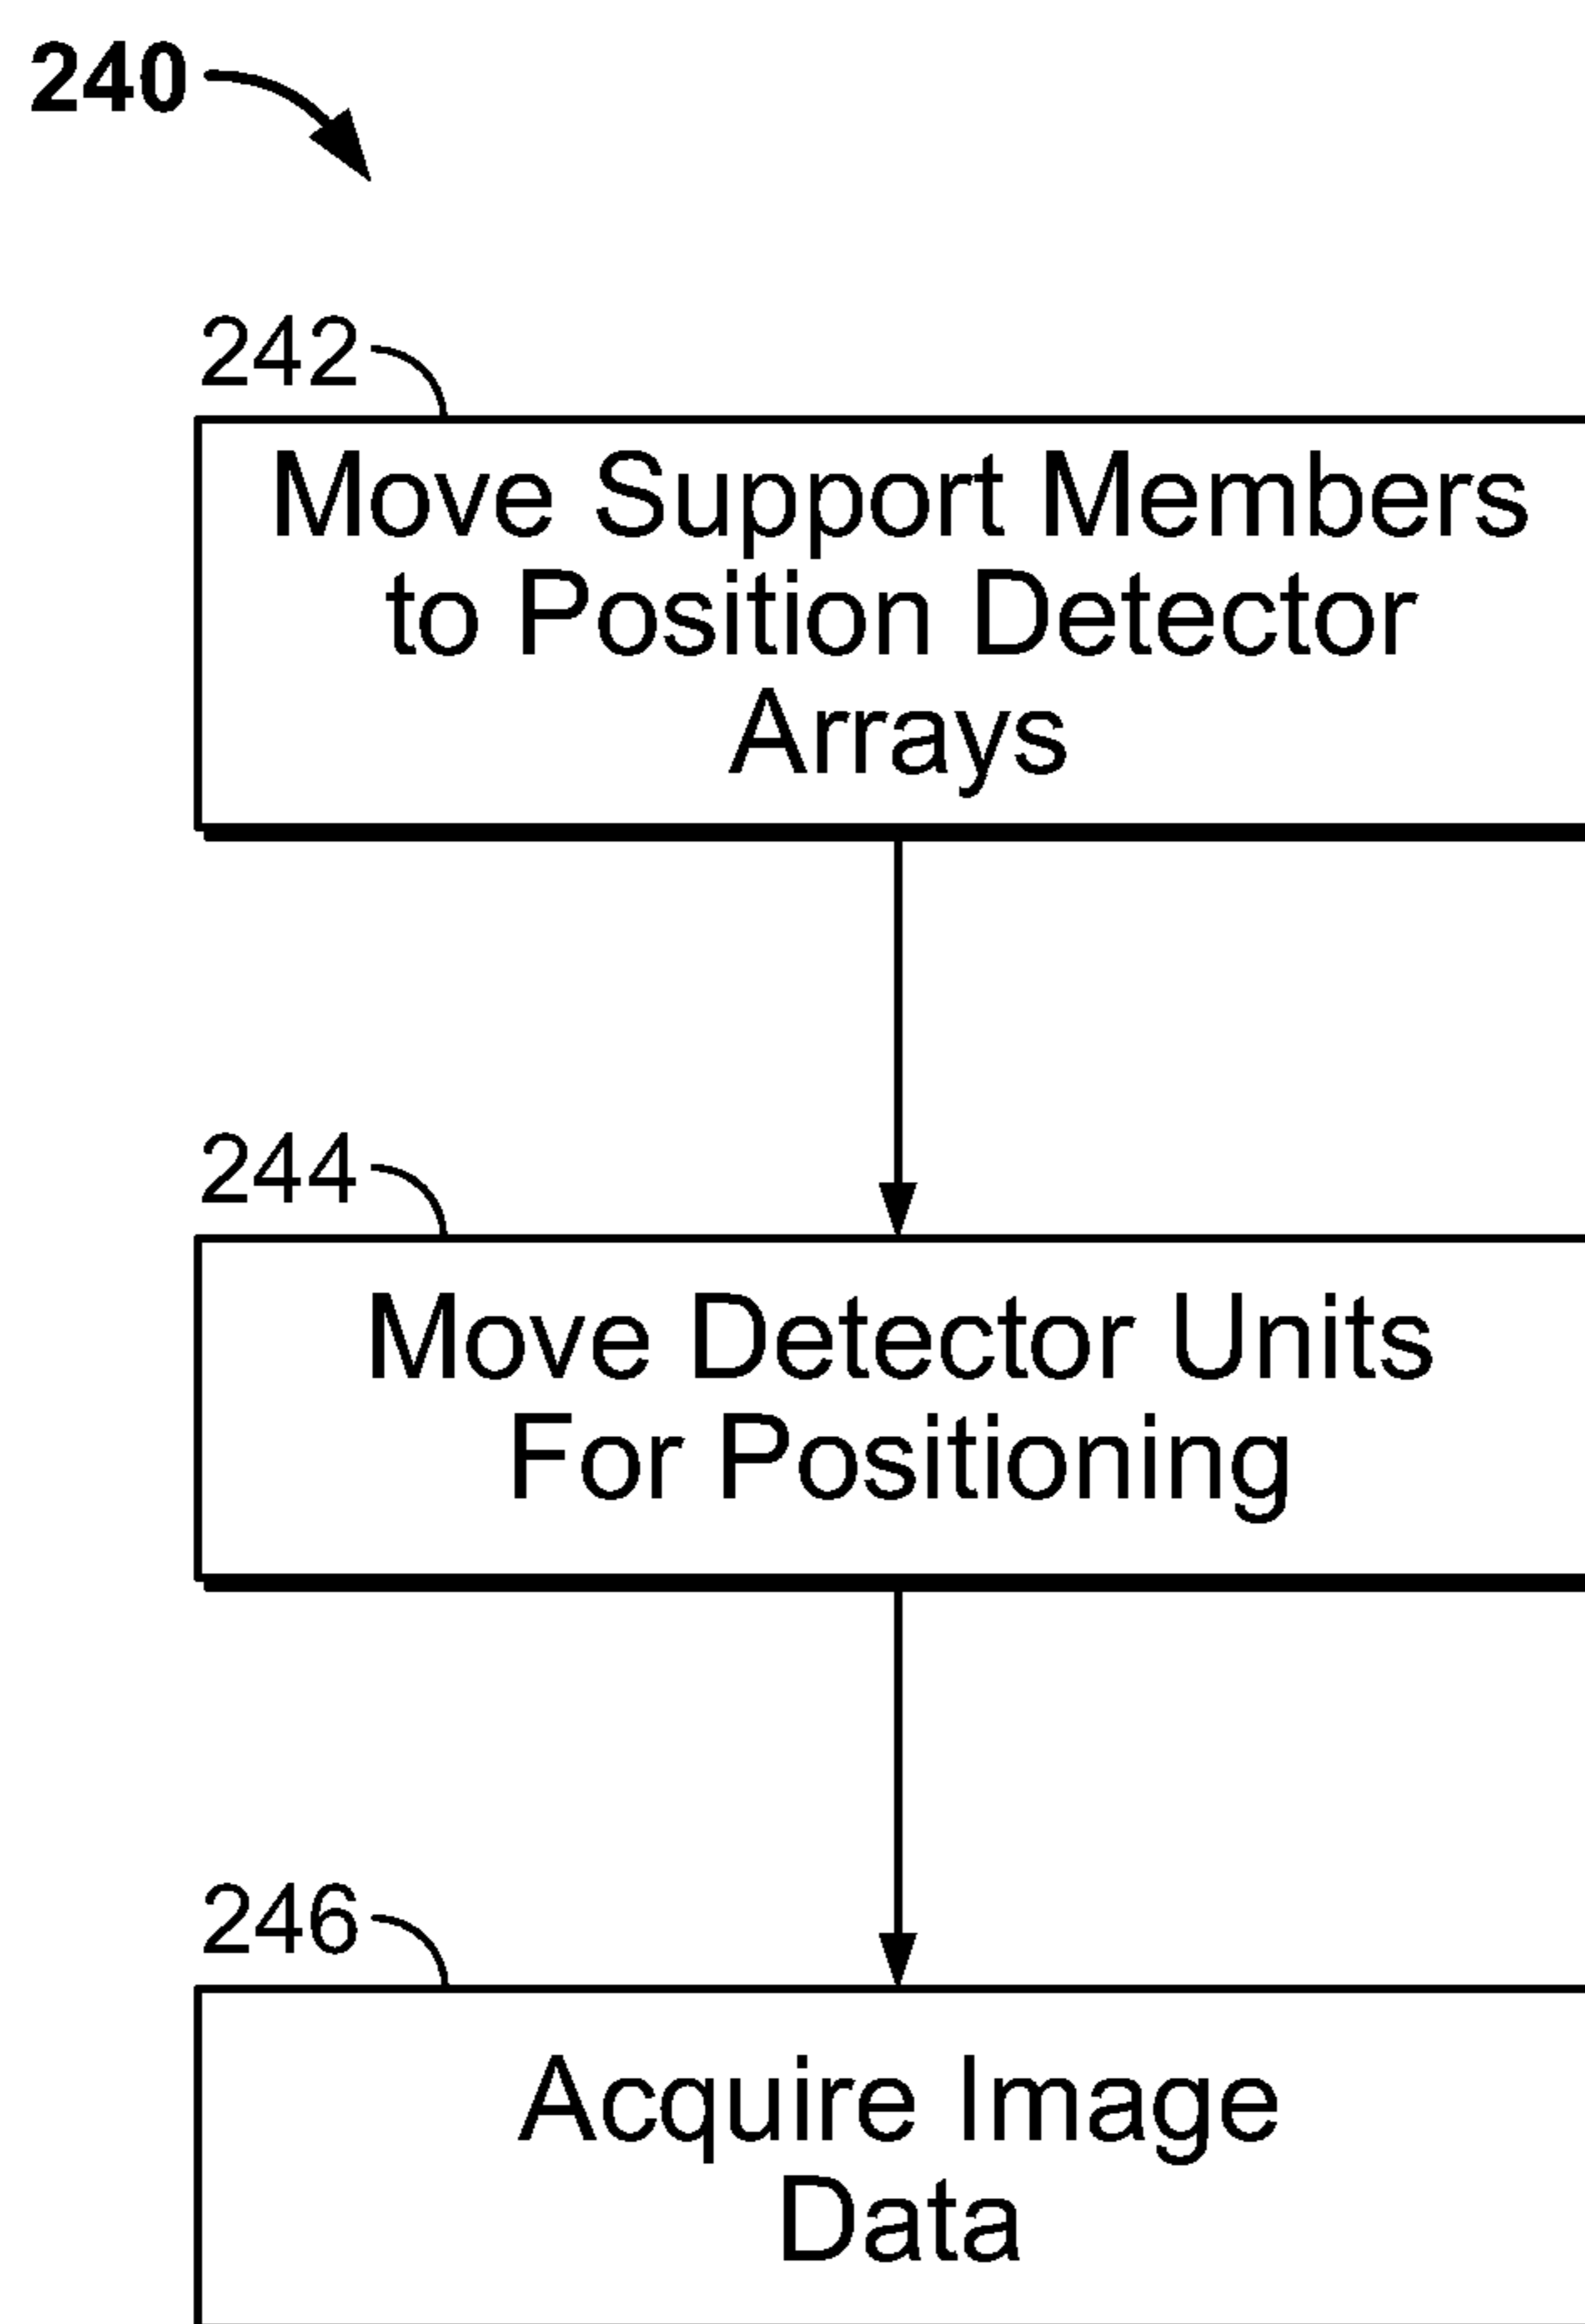 240
242
Move Support Members
to Position Detector
Arrays
244
Move Detector Units
For Positioning
246
Acquire Image
Data